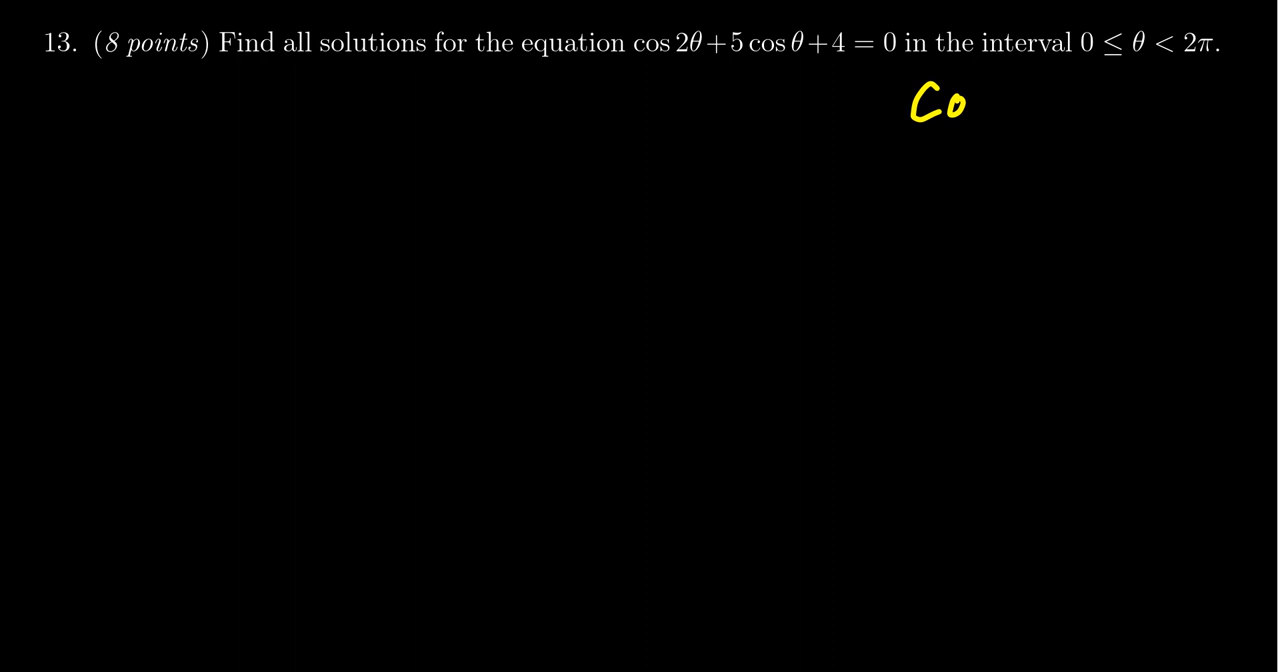 13. (8 points) Find all solutions for the equation cos 2θ + 5 cos θ + 4 = 0 in the interval 0 ≤ θ < 2π.
Co